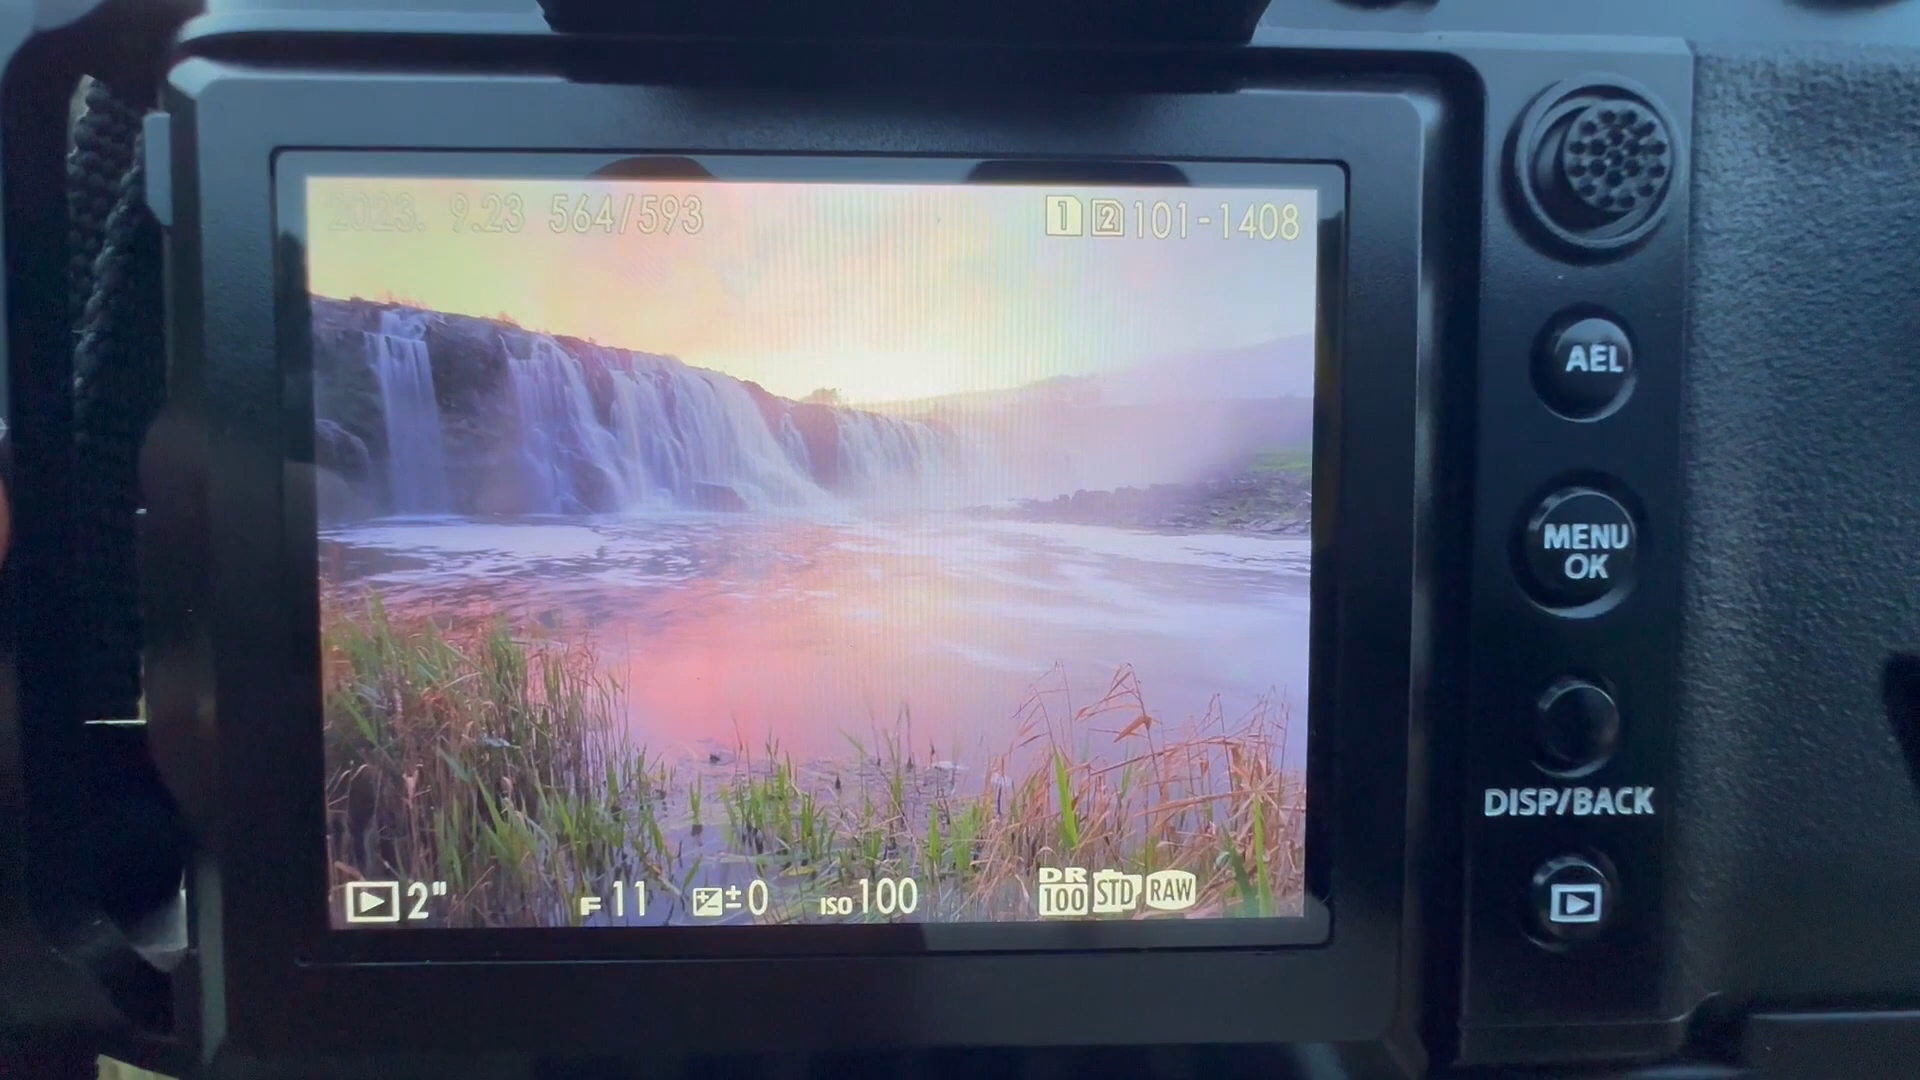 2023. 9.23 564/593
1 2 101-1408
AEL
MENU
OK
DISP/BACK
2" F11 ±0 ISO 100 DR 100 STD RAW